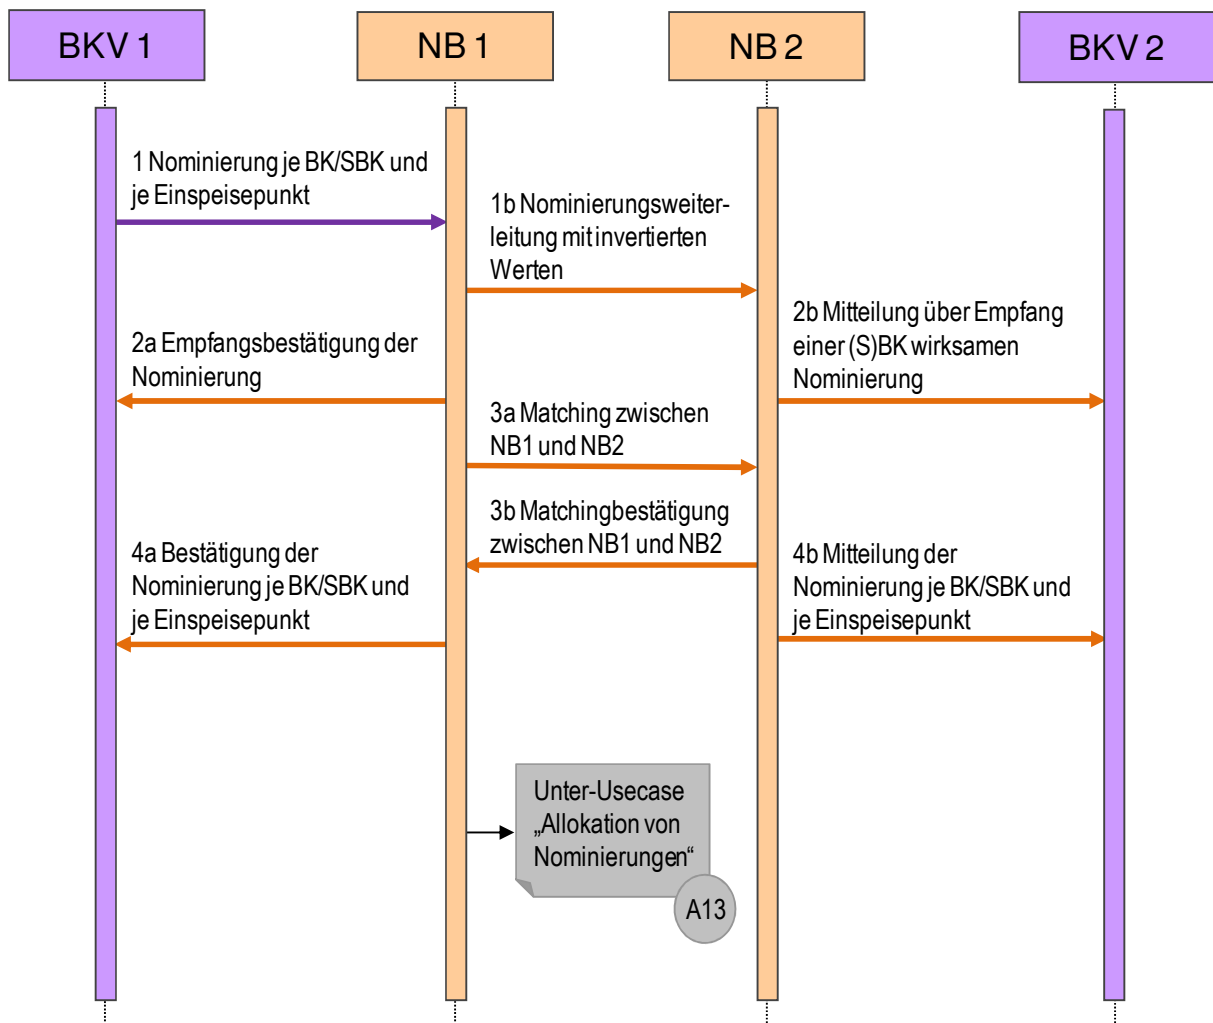 BKV 1
NB 1
NB 2
BKV 2
1 Nominierung je BK/SBK und
je Einspeisepunkt
1b Nominierungsweiter-
leitung mit invertierten
Werten
2a Empfangsbestätigung der
Nominierung
2b Mitteilung über Empfang
einer (S)BK wirksamen
Nominierung
3a Matching zwischen
NB1 und NB2
3b Matchingbestätigung
zwischen NB1 und NB2
4a Bestätigung der
Nominierung je BK/SBK und
je Einspeisepunkt
4b Mitteilung der
Nominierung je BK/SBK und
je Einspeisepunkt
Unter-Usecase
„Allokation von
Nominierungen“
A13